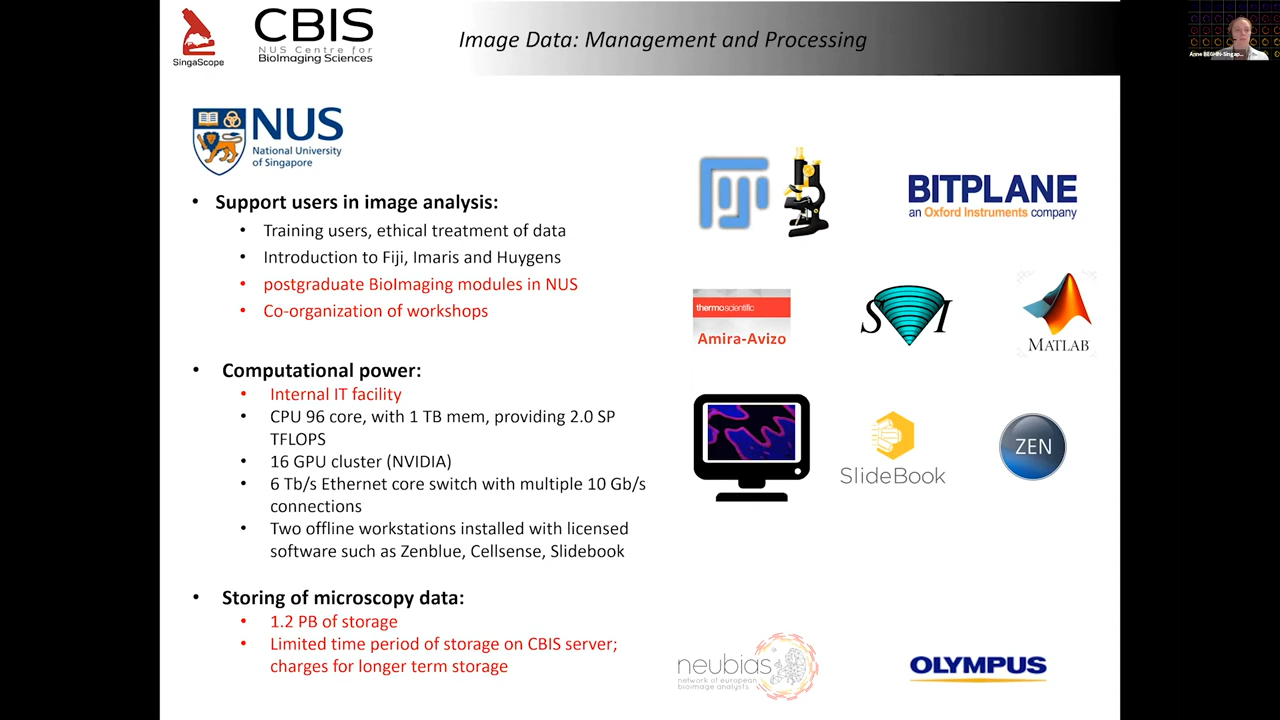 SingaScope
CBIS
NUS Centre for
BioImaging Sciences
Image Data: Management and Processing
Anne BEGHIN-Singap...
NUS
National University
of Singapore
• Support users in image analysis:
• Training users, ethical treatment of data
• Introduction to Fiji, Imaris and Huygens
• postgraduate BioImaging modules in NUS
• Co-organization of workshops
• Computational power:
• Internal IT facility
• CPU 96 core, with 1 TB mem, providing 2.0 SP
TFLOPS
• 16 GPU cluster (NVIDIA)
• 6 Tb/s Ethernet core switch with multiple 10 Gb/s
connections
• Two offline workstations installed with licensed
software such as Zenblue, Cellsense, Slidebook
• Storing of microscopy data:
• 1.2 PB of storage
• Limited time period of storage on CBIS server;
charges for longer term storage
BITPLANE
an Oxford Instruments company
thermoscientific
Amira-Avizo
SVI
MATLAB
SlideBook
ZEN
neubias
network of european
bioimage analysts
OLYMPUS